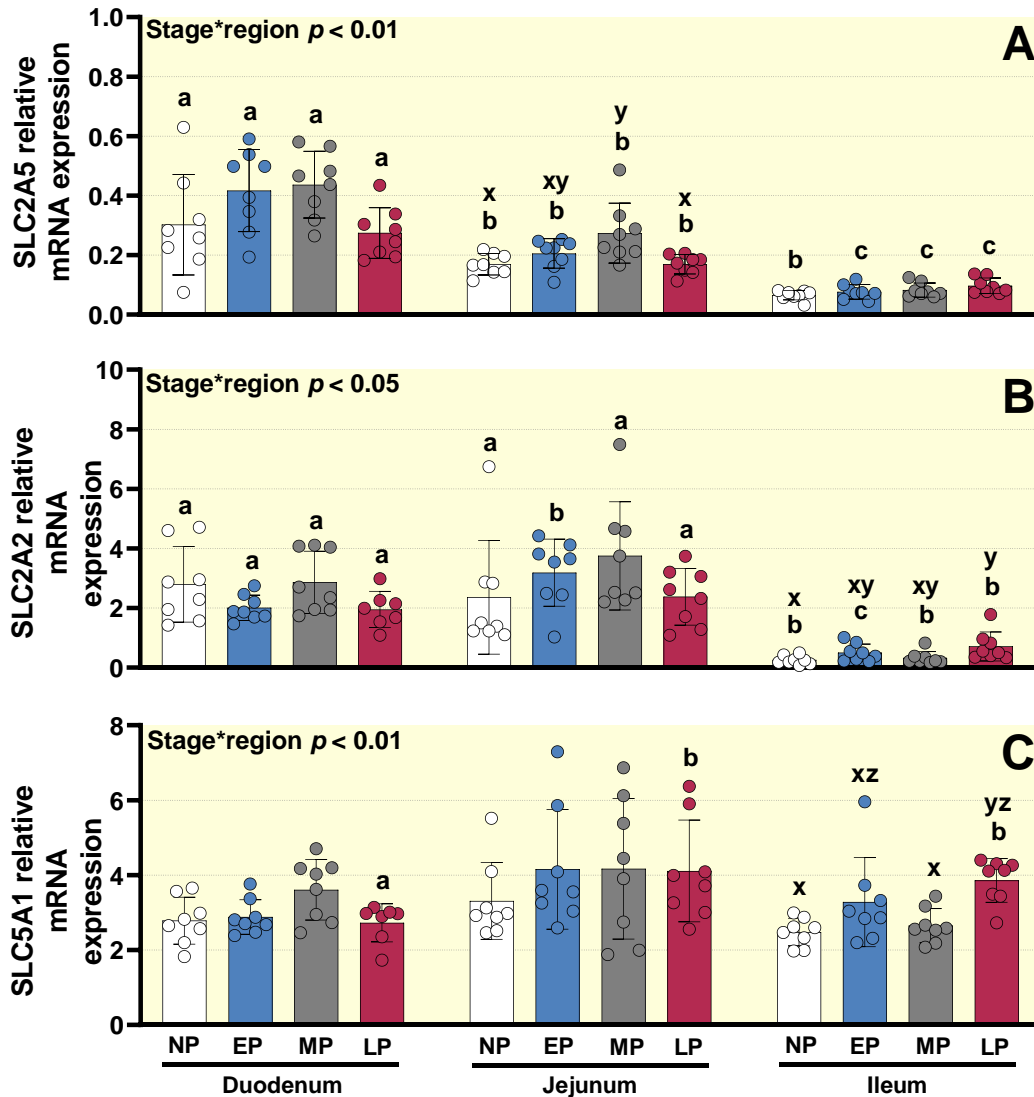 Stage*region p < 0.01
A
SLC2A5 relative
mRNA expression
1.0
0.8
0.6
0.4
0.2
0.0
a
a
a
a
x
b
xy
b
y
b
x
b
b
c
c
c
Stage*region p < 0.05
B
SLC2A2 relative
mRNA
expression
10
8
6
4
2
0
a
a
a
a
a
b
a
a
x
b
xy
c
xy
b
y
b
Stage*region p < 0.01
C
SLC5A1 relative
mRNA
expression
8
6
4
2
0
a
b
x
xz
x
yz
b
NP EP MP LP NP EP MP LP NP EP MP LP
Duodenum Jejunum Ileum